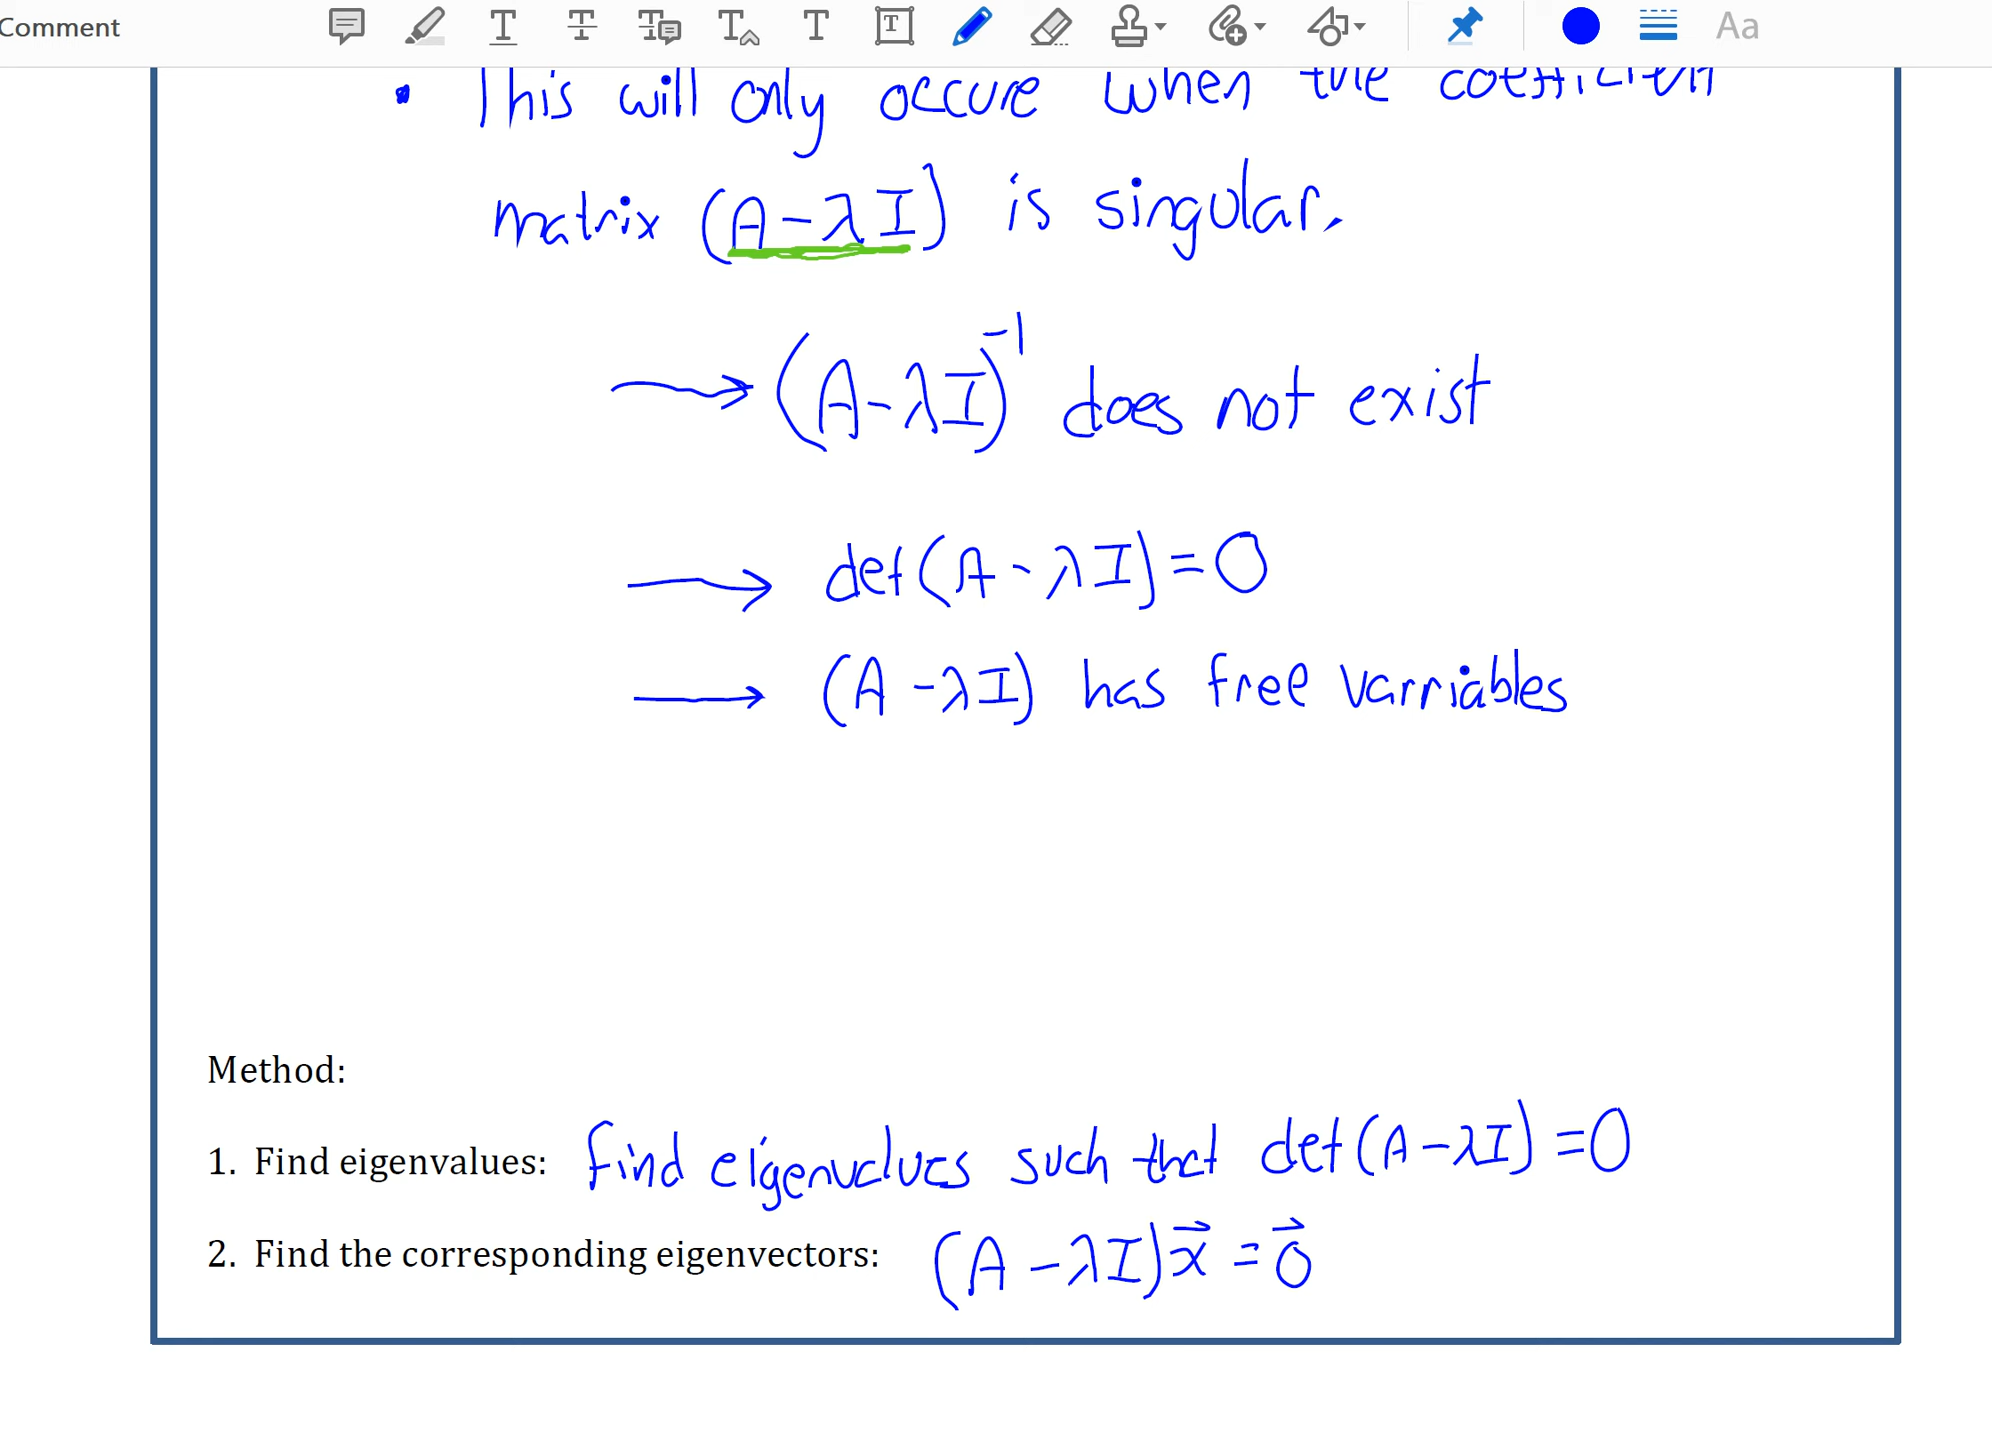 Comment
Aa
• This will only occure when the coefficien
matrix (A-λI) is singular.
→ (A-λI)⁻¹ does not exist
→ det(A-λI)=0
→ (A-λI) has free varriables
Method:
1. Find eigenvalues: find eigenvalues such that det(A-λI)=0
2. Find the corresponding eigenvectors: (A-λI)x⃗ = 0⃗